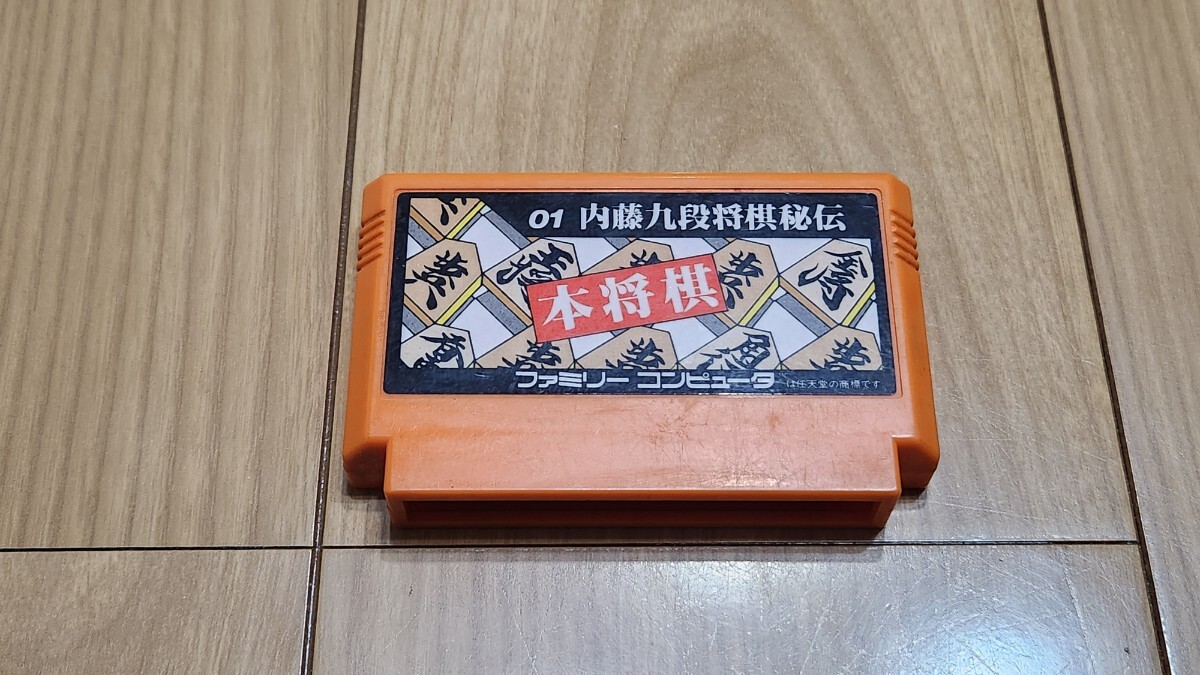 01 内藤九段将棋秘伝
本将棋
ファミリー コンピュータ は任天堂の商標です